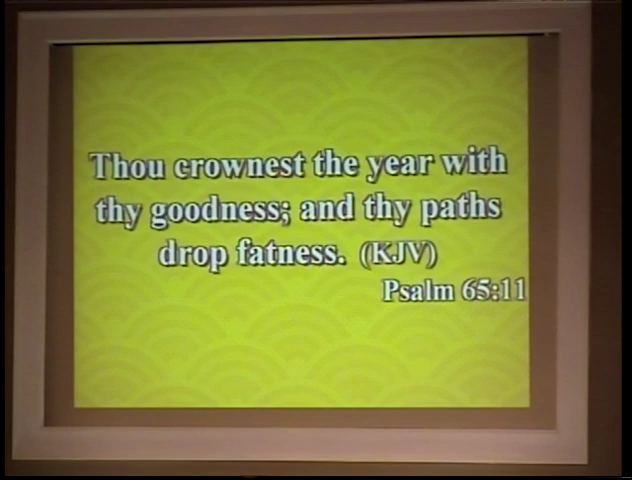 Thou crownest the year with
thy goodness; and thy paths
drop fatness. (KJV)
Psalm 65:11